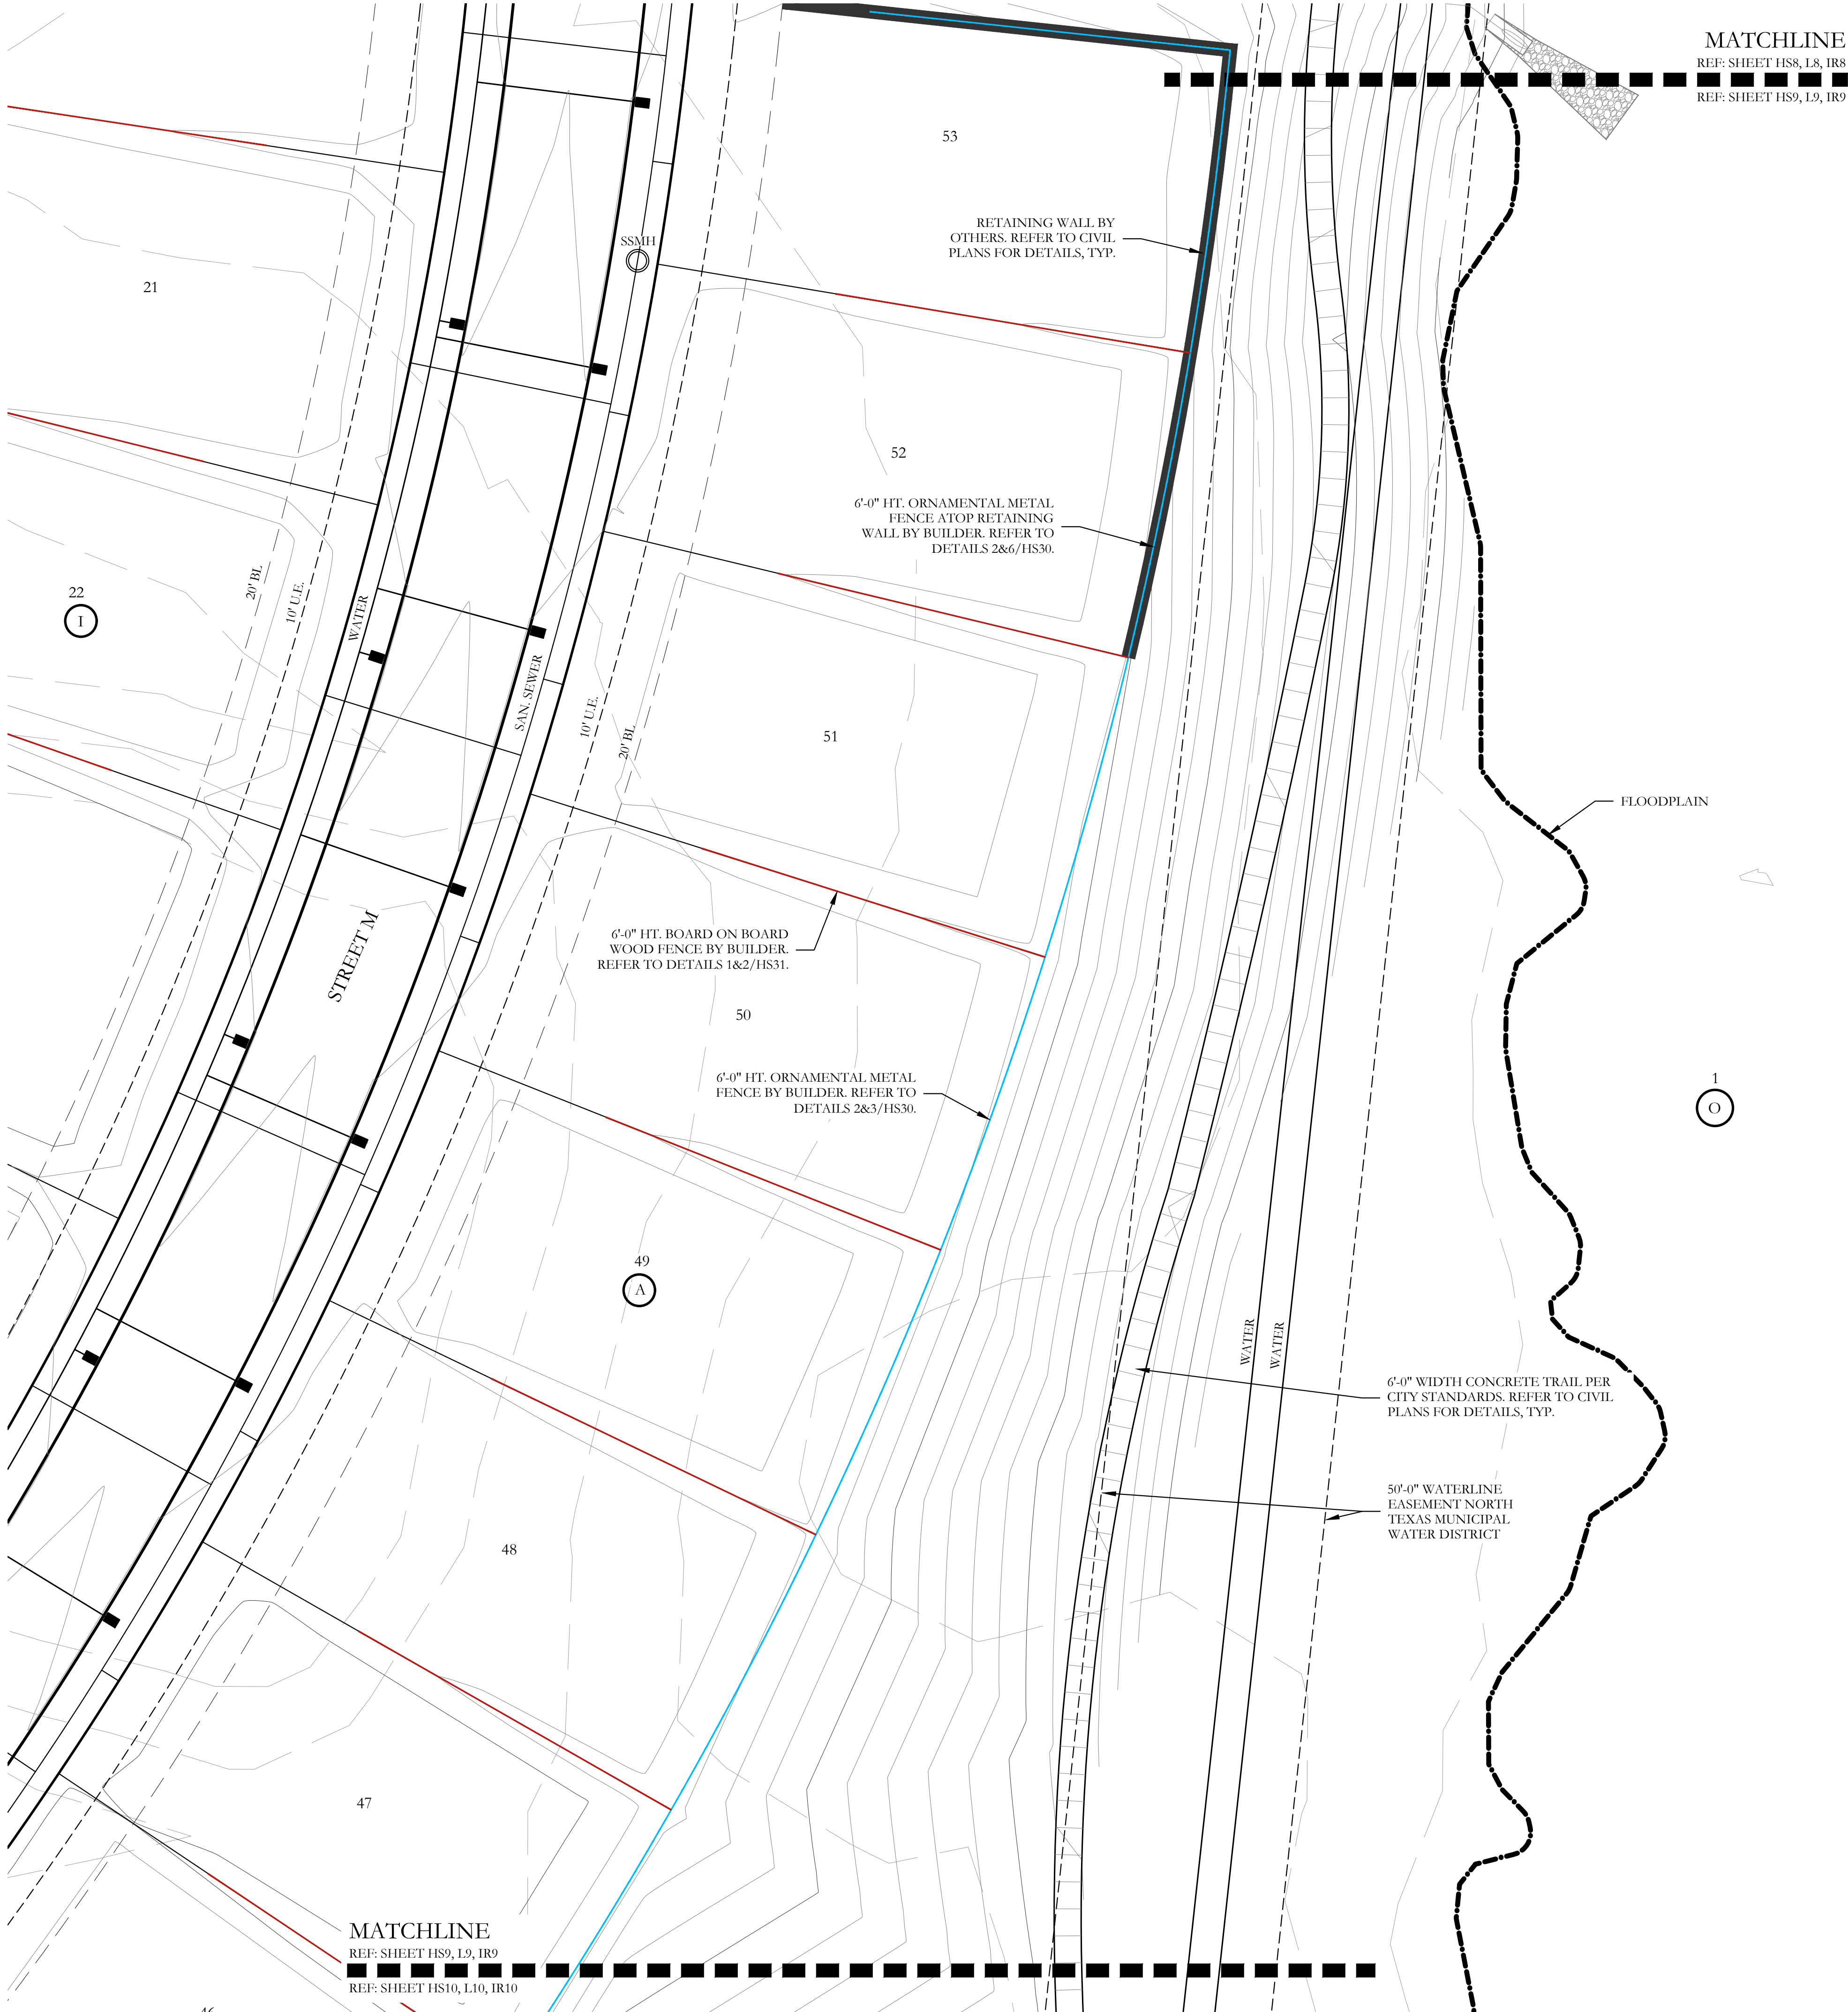 MATCHLINE
REF: SHEET HS8, L8, IR8
REF: SHEET HS9, L9, IR9
53
RETAINING WALL BY
OTHERS. REFER TO CIVIL
PLANS FOR DETAILS, TYP.
SSMH
21
52
6'-0" HT. ORNAMENTAL METAL
FENCE ATOP RETAINING
WALL BY BUILDER. REFER TO
DETAILS 2&6/HS30.
20' BL
10' U.E.
WATER
22
I
SAN. SEWER
10' U.E.
20' BL
51
FLOODPLAIN
6'-0" HT. BOARD ON BOARD
WOOD FENCE BY BUILDER.
REFER TO DETAILS 1&2/HS31.
STREET M
50
6'-0" HT. ORNAMENTAL METAL
FENCE BY BUILDER. REFER TO
DETAILS 2&3/HS30.
1
O
49
A
WATER
WATER
6'-0" WIDTH CONCRETE TRAIL PER
CITY STANDARDS. REFER TO CIVIL
PLANS FOR DETAILS, TYP.
50'-0" WATERLINE
EASEMENT NORTH
TEXAS MUNICIPAL
WATER DISTRICT
48
47
MATCHLINE
REF: SHEET HS9, L9, IR9
REF: SHEET HS10, L10, IR10